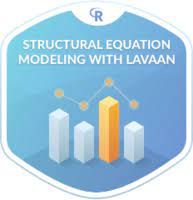 R
STRUCTURAL EQUATION
MODELING WITH LAVAAN